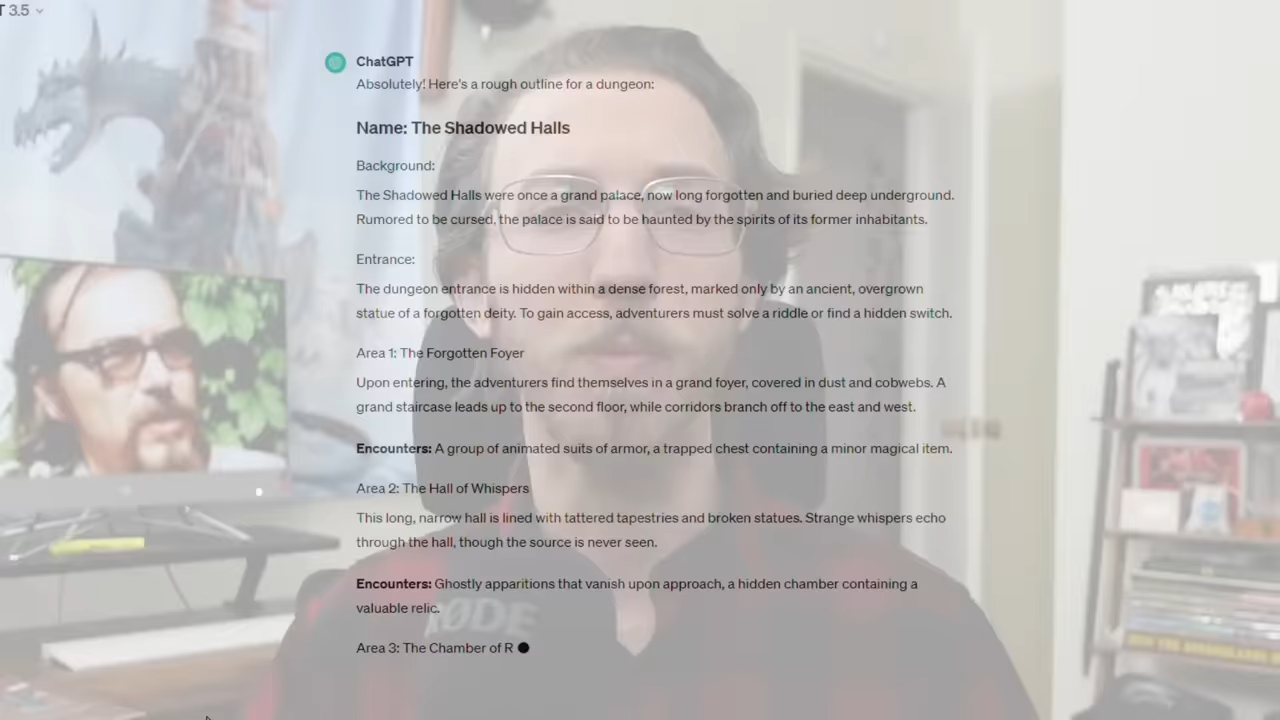 T 3.5
ChatGPT
Absolutely! Here's a rough outline for a dungeon:
Name: The Shadowed Halls
Background:
The Shadowed Halls were once a grand palace, now long forgotten and buried deep underground.
Rumored to be cursed, the palace is said to be haunted by the spirits of its former inhabitants.
Entrance:
The dungeon entrance is hidden within a dense forest, marked only by an ancient, overgrown
statue of a forgotten deity. To gain access, adventurers must solve a riddle or find a hidden switch.
Area 1: The Forgotten Foyer
Upon entering, the adventurers find themselves in a grand foyer, covered in dust and cobwebs. A
grand staircase leads up to the second floor, while corridors branch off to the east and west.
Encounters: A group of animated suits of armor, a trapped chest containing a minor magical item.
Area 2: The Hall of Whispers
This long, narrow hall is lined with tattered tapestries and broken statues. Strange whispers echo
through the hall, though the source is never seen.
Encounters: Ghostly apparitions that vanish upon approach, a hidden chamber containing a
valuable relic.
RØDE
Area 3: The Chamber of R